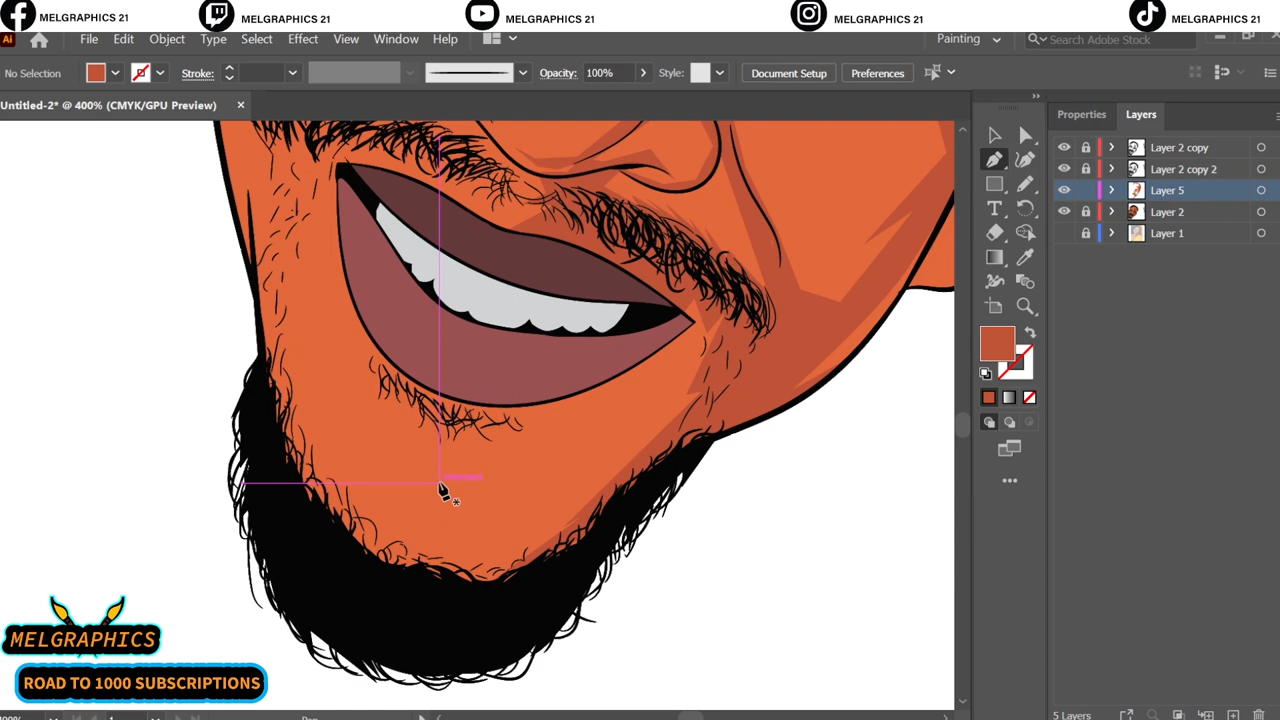 MELGRAPHICS 21
MELGRAPHICS 21
MELGRAPHICS 21
MELGRAPHICS 21
MELGRAPHICS 21
Ai
File Edit Object Type Select Effect View Window Help
Painting
Search Adobe Stock
No Selection
Stroke:
Opacity: 100%
Style:
Document Setup
Preferences
Untitled-2* @ 400% (CMYK/GPU Preview)
Properties
Layers
Layer 2 copy
Layer 2 copy 2
Layer 5
Layer 2
Layer 1
MELGRAPHICS
ROAD TO 1000 SUBSCRIPTIONS
1
Pen
5 Layers